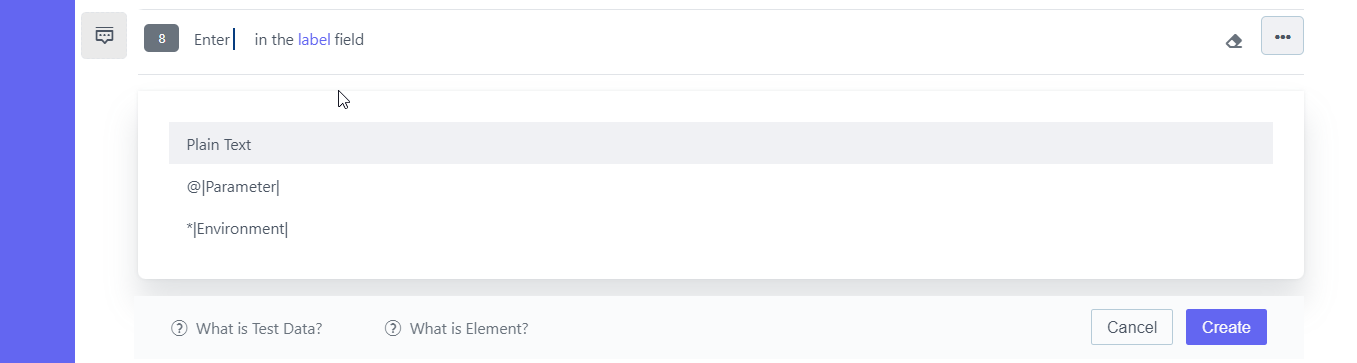 8 Enter in the label field
Plain Text
@|Parameter|
*|Environment|
What is Test Data? What is Element? Cancel Create